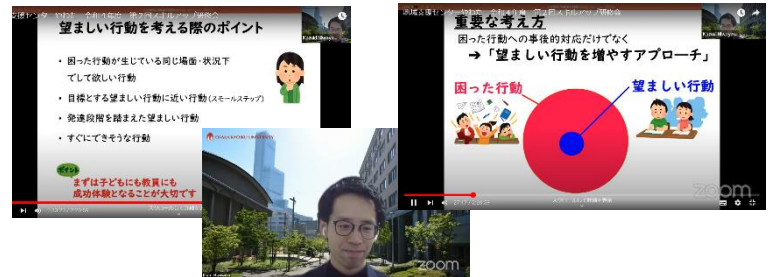 望ましい行動を考える際のポイント
・ 困った行動が生じている同じ場面・状況下
でして欲しい行動
・ 目標とする望ましい行動に近い行動(スモールステップ)
・ 発達段階を踏まえた望ましい行動
・ すぐにできそうな行動
ポイント
まずは子どもにも教員にも
成功体験となることが大切です
重要な考え方
困った行動への事後的対応だけでなく
→「望ましい行動を増やすアプローチ」
困った行動
望ましい行動
zoom
zoom